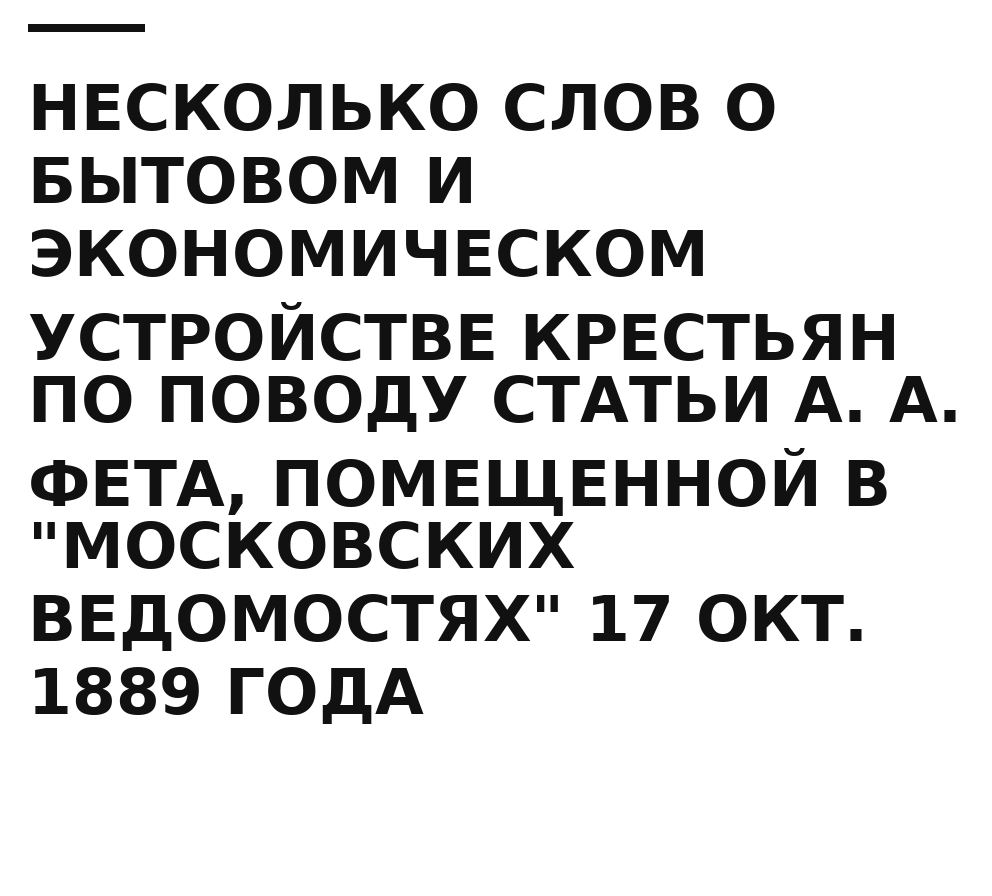 НЕСКОЛЬКО СЛОВ О
БЫТОВОМ И
ЭКОНОМИЧЕСКОМ
УСТРОЙСТВЕ КРЕСТЬЯН
ПО ПОВОДУ СТАТЬИ А. А.
ФЕТА, ПОМЕЩЕННОЙ В
"МОСКОВСКИХ
ВЕДОМОСТЯХ" 17 ОКТ.
1889 ГОДА